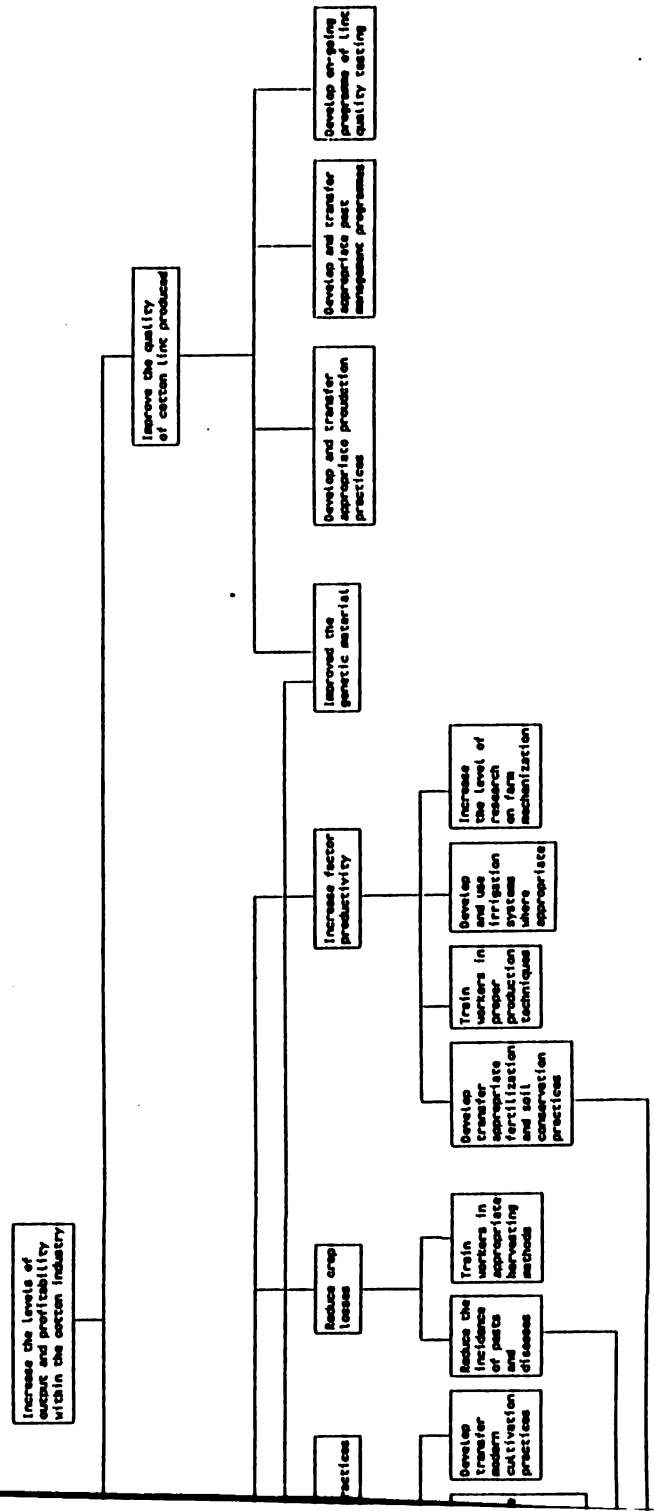 Increase the levels of
output and profitability
within the cotton industry
Improve the quality
of cotton lint produced
ractices
Reduce crop
losses
Increase factor
productivity
Improved the
genetic material
Develop and transfer
appropriate proudction
practices
Develop and transfer
appropriate pest
management programmes
Develop on-going
programme of lint
quality testing
Develop
transfer
modern
cultivation
practices
Reduce the
incidence
of pests
and
diseases
Train
workers in
appropriate
harvesting
methods
Develop
transfer
appropriate
fertilization
and soil
conservation
practices
Train
workers in
proper
production
techniques
Develop
and use
irrigation
systems
where
appropriate
Increase
the level of
research
on farm
mechanization